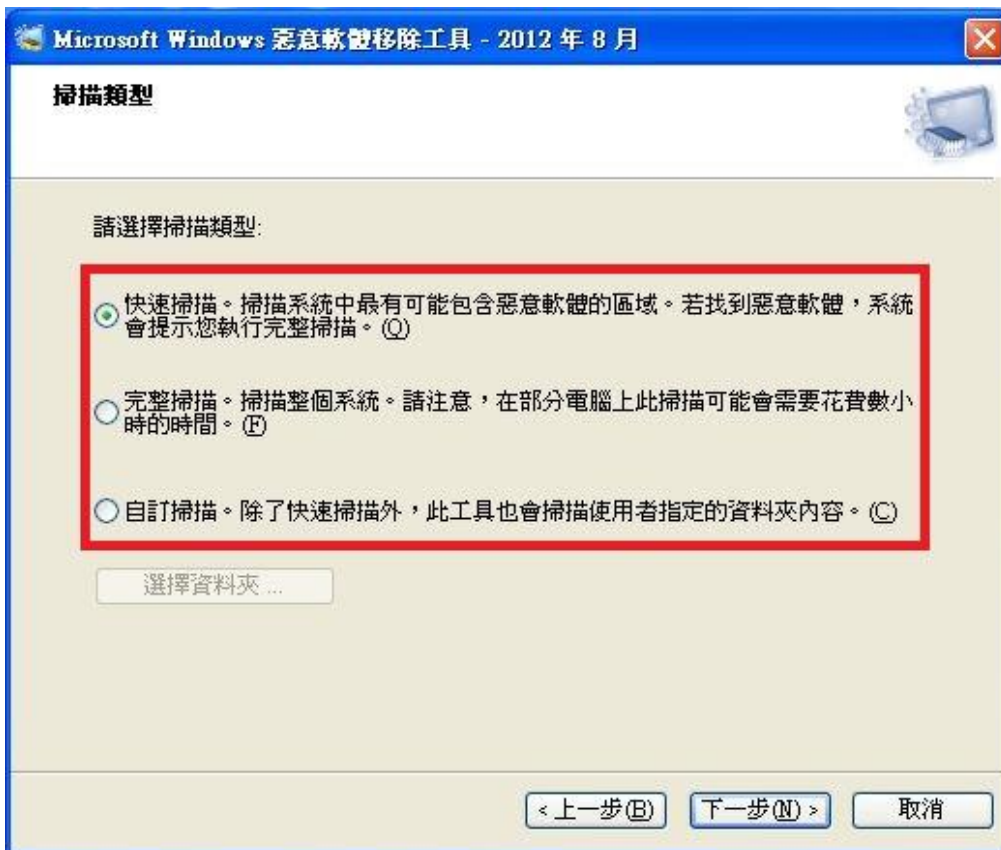 Microsoft Windows 惡意軟體移除工具 - 2012 年 8 月
掃描類型
請選擇掃描類型:
快速掃描。掃描系統中最有可能包含惡意軟體的區域。若找到惡意軟體，系統
會提示您執行完整掃描。(Q)
完整掃描。掃描整個系統。請注意，在部分電腦上此掃描可能會需要花費數小
時的時間。(F)
自訂掃描。除了快速掃描外，此工具也會掃描使用者指定的資料夾內容。(C)
選擇資料夾 ...
< 上一步(B) 下一步(N) > 取消